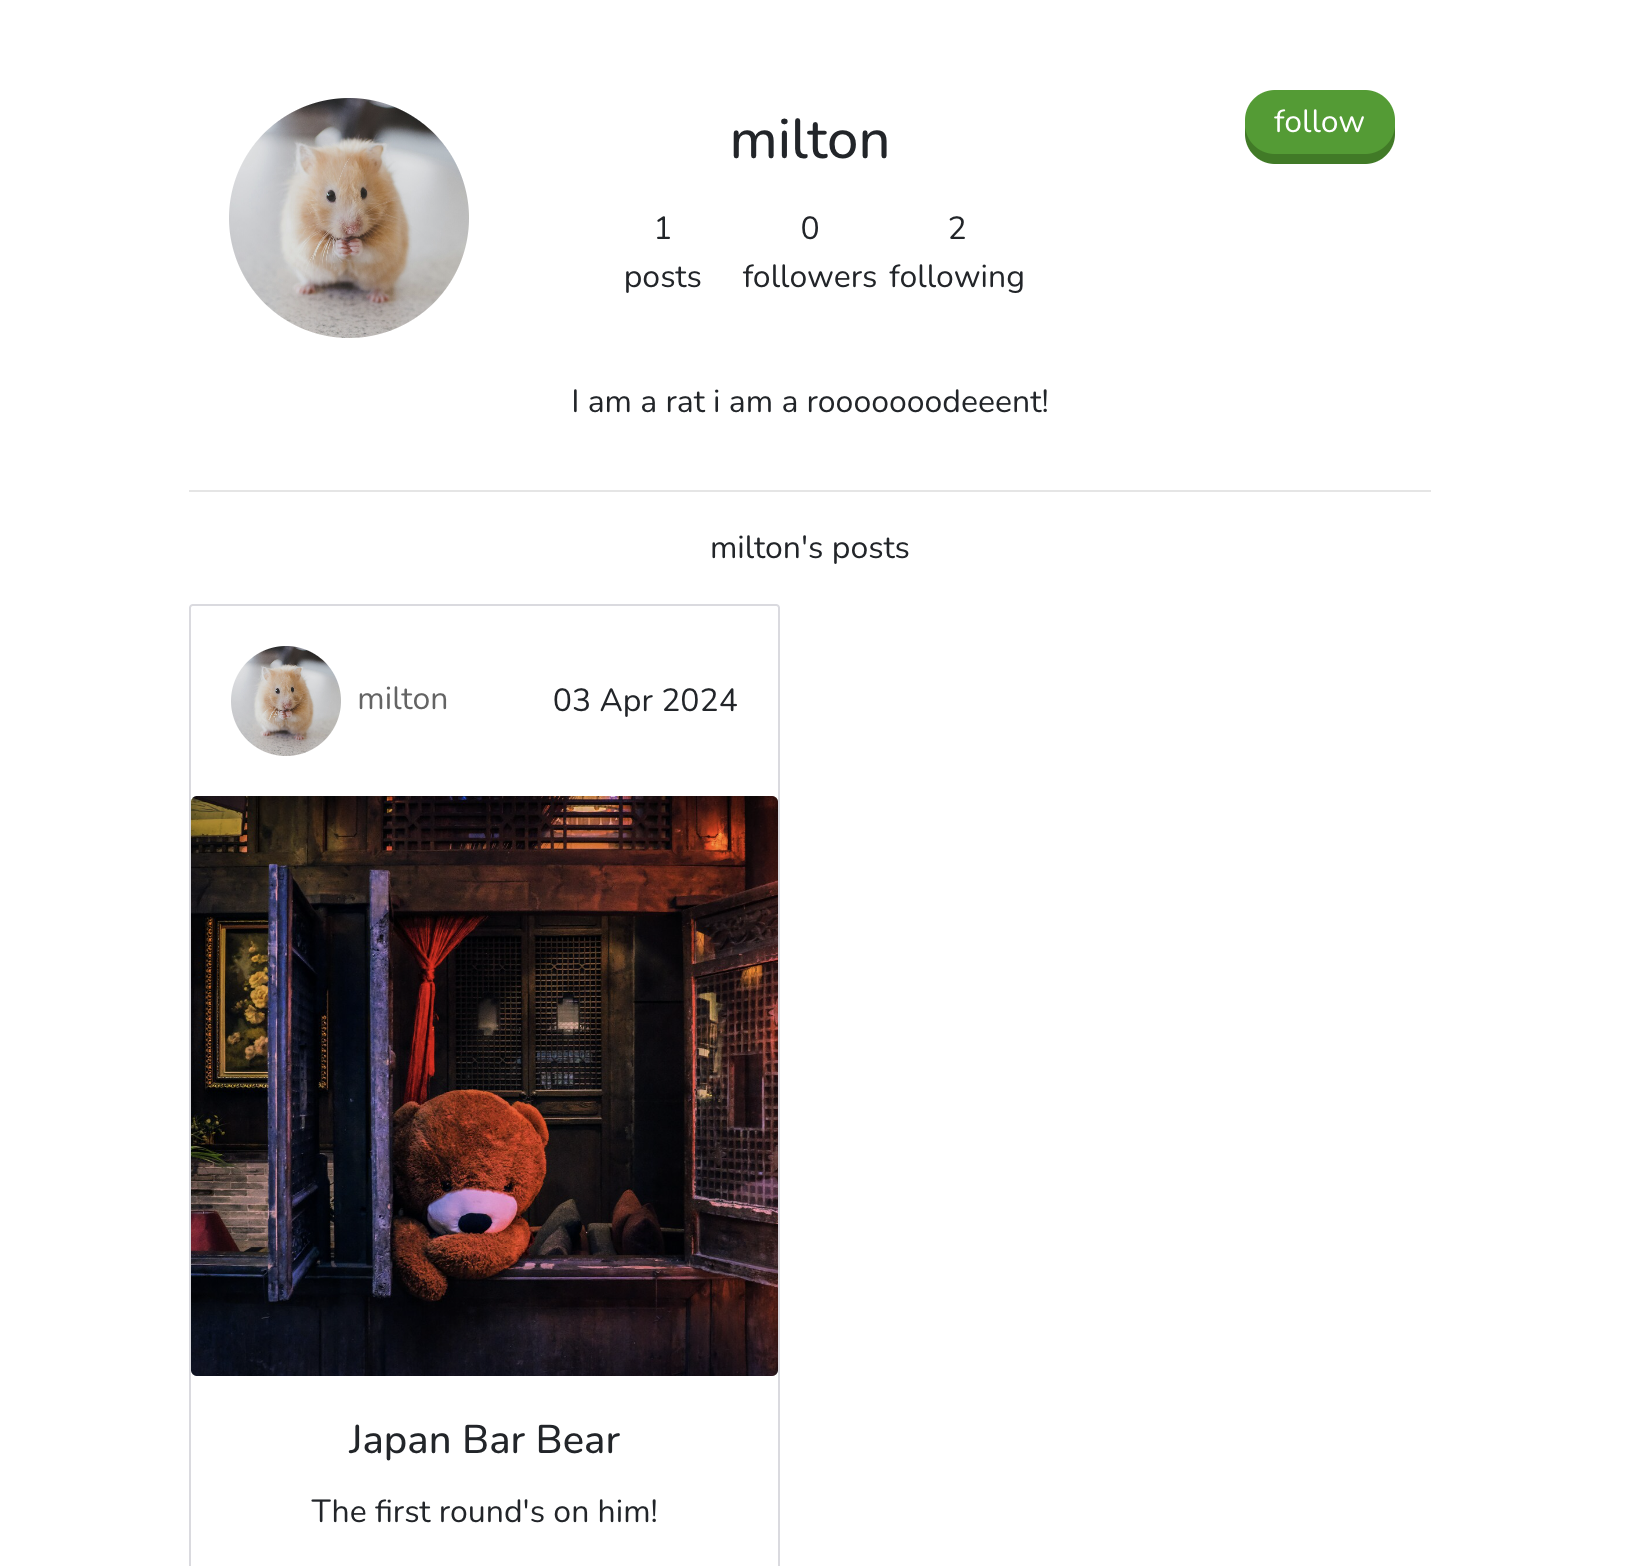 milton
follow
1 0 2
posts followers following
I am a rat i am a rooooooodeeent!
milton's posts
milton 03 Apr 2024
Japan Bar Bear
The first round's on him!